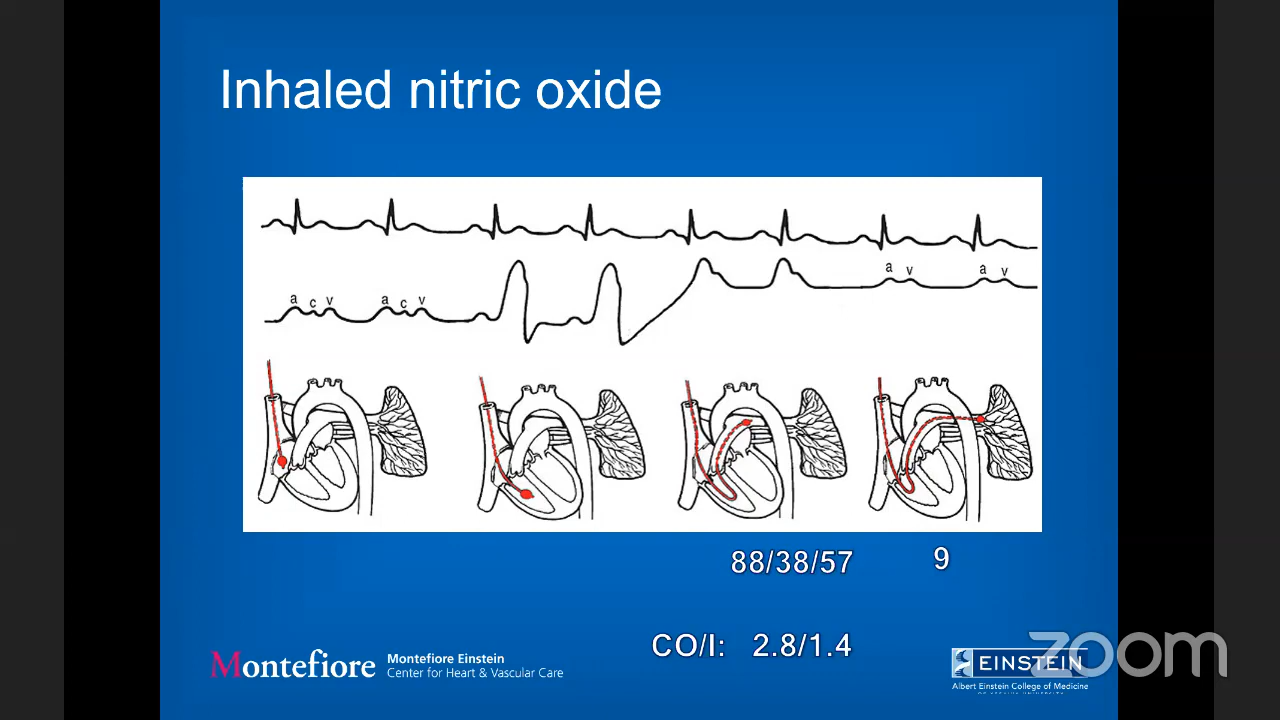 Inhaled nitric oxide
a c v a c v
a v a v
88/38/57 9
CO/I: 2.8/1.4
Montefiore
Montefiore Einstein
Center for Heart & Vascular Care
EINSTEIN
Albert Einstein College of Medicine
zoom